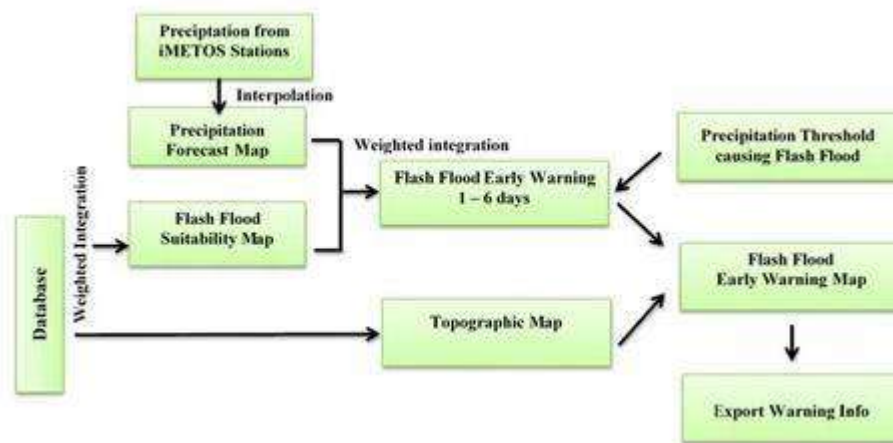 Preciptation from
iMETOS Stations
Interpolation
Precipitation
Forecast Map
Weighted integration
Precipitation Threshold
causing Flash Flood
Flash Flood Early Warning
1 – 6 days
Database
Weighted Integration
Flash Flood
Suitability Map
Flash Flood
Early Warning Map
Topographic Map
Export Warning Info